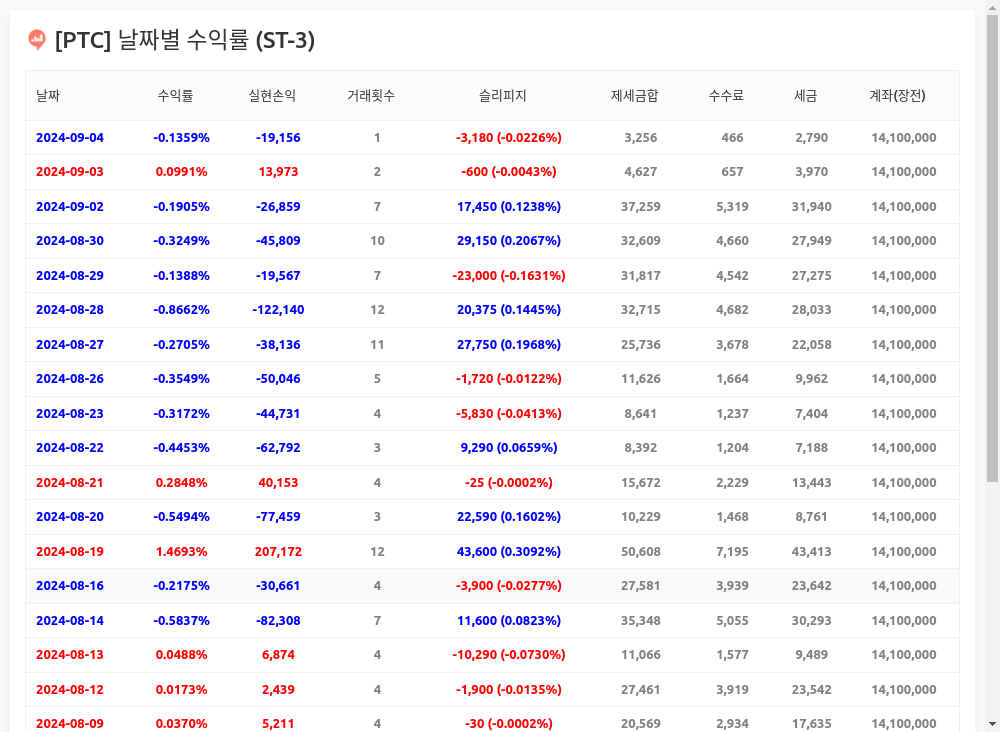 [PTC] 날짜별 수익률 (ST-3)
날짜 수익률 실현손익 거래횟수 슬리피지 제세금합 수수료 세금 계좌(장전)
2024-09-04 -0.1359% -19,156 1 -3,180 (-0.0226%) 3,256 466 2,790 14,100,000
2024-09-03 0.0991% 13,973 2 -600 (-0.0043%) 4,627 657 3,970 14,100,000
2024-09-02 -0.1905% -26,859 7 17,450 (0.1238%) 37,259 5,319 31,940 14,100,000
2024-08-30 -0.3249% -45,809 10 29,150 (0.2067%) 32,609 4,660 27,949 14,100,000
2024-08-29 -0.1388% -19,567 7 -23,000 (-0.1631%) 31,817 4,542 27,275 14,100,000
2024-08-28 -0.8662% -122,140 12 20,375 (0.1445%) 32,715 4,682 28,033 14,100,000
2024-08-27 -0.2705% -38,136 11 27,750 (0.1968%) 25,736 3,678 22,058 14,100,000
2024-08-26 -0.3549% -50,046 5 -1,720 (-0.0122%) 11,626 1,664 9,962 14,100,000
2024-08-23 -0.3172% -44,731 4 -5,830 (-0.0413%) 8,641 1,237 7,404 14,100,000
2024-08-22 -0.4453% -62,792 3 9,290 (0.0659%) 8,392 1,204 7,188 14,100,000
2024-08-21 0.2848% 40,153 4 -25 (-0.0002%) 15,672 2,229 13,443 14,100,000
2024-08-20 -0.5494% -77,459 3 22,590 (0.1602%) 10,229 1,468 8,761 14,100,000
2024-08-19 1.4693% 207,172 12 43,600 (0.3092%) 50,608 7,195 43,413 14,100,000
2024-08-16 -0.2175% -30,661 4 -3,900 (-0.0277%) 27,581 3,939 23,642 14,100,000
2024-08-14 -0.5837% -82,308 7 11,600 (0.0823%) 35,348 5,055 30,293 14,100,000
2024-08-13 0.0488% 6,874 4 -10,290 (-0.0730%) 11,066 1,577 9,489 14,100,000
2024-08-12 0.0173% 2,439 4 -1,900 (-0.0135%) 27,461 3,919 23,542 14,100,000
2024-08-09 0.0370% 5,211 4 -30 (-0.0002%) 20,569 2,934 17,635 14,100,000